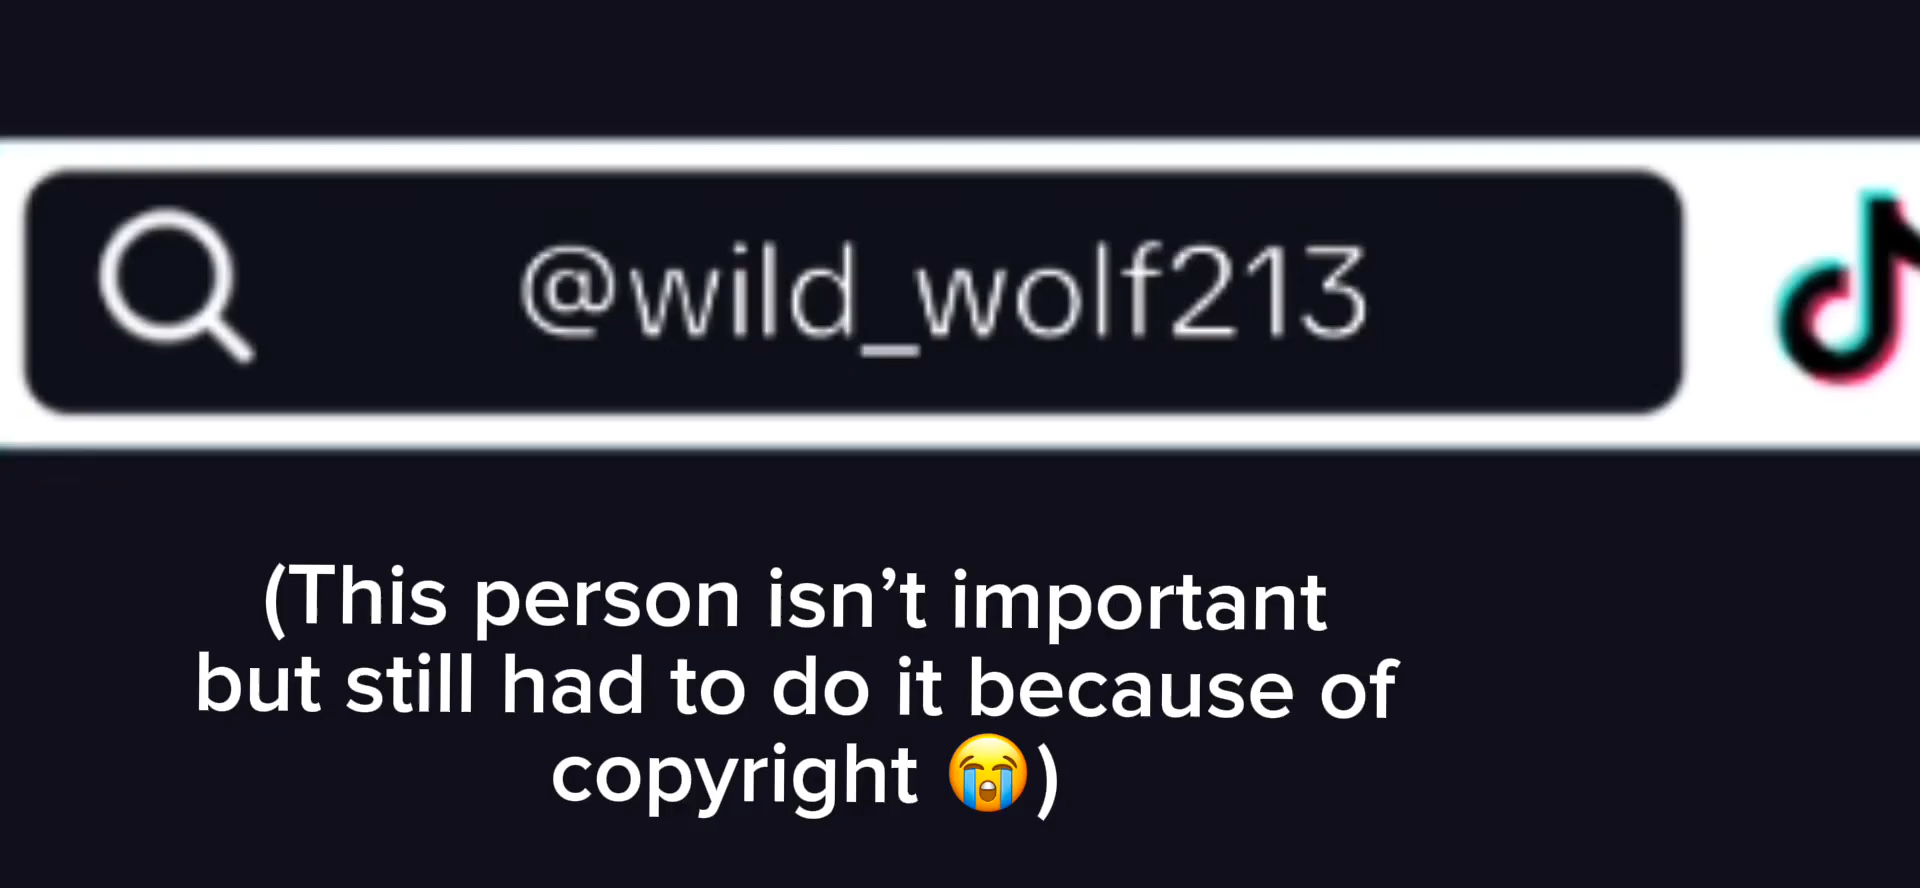 @wild_wolf213
(This person isn’t important
but still had to do it because of
copyright 😭)